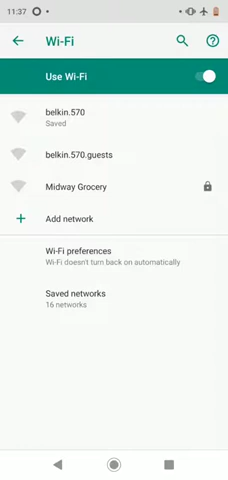 11:37
Wi-Fi
Use Wi-Fi
belkin.570
Saved
belkin.570.guests
Midway Grocery
Add network
Wi-Fi preferences
Wi-Fi doesn't turn back on automatically
Saved networks
16 networks